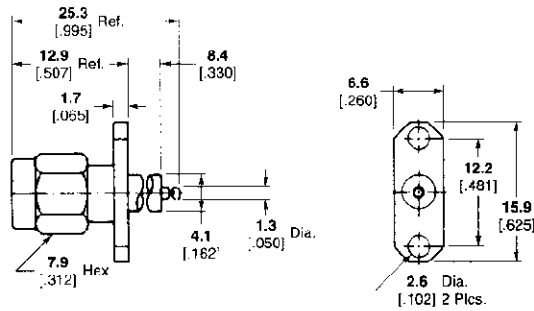 25.3 Ref.
[.995]
12.9 Ref.
[.507]
8.4
[.330]
1.7
[.065]
4.1
[.162]
1.3 Dia.
[.050]
7.9 Hex
[.312]
6.6
[.260]
12.2
[.481]
15.9
[.625]
2.6 Dia.
[.102] 2 Plcs.